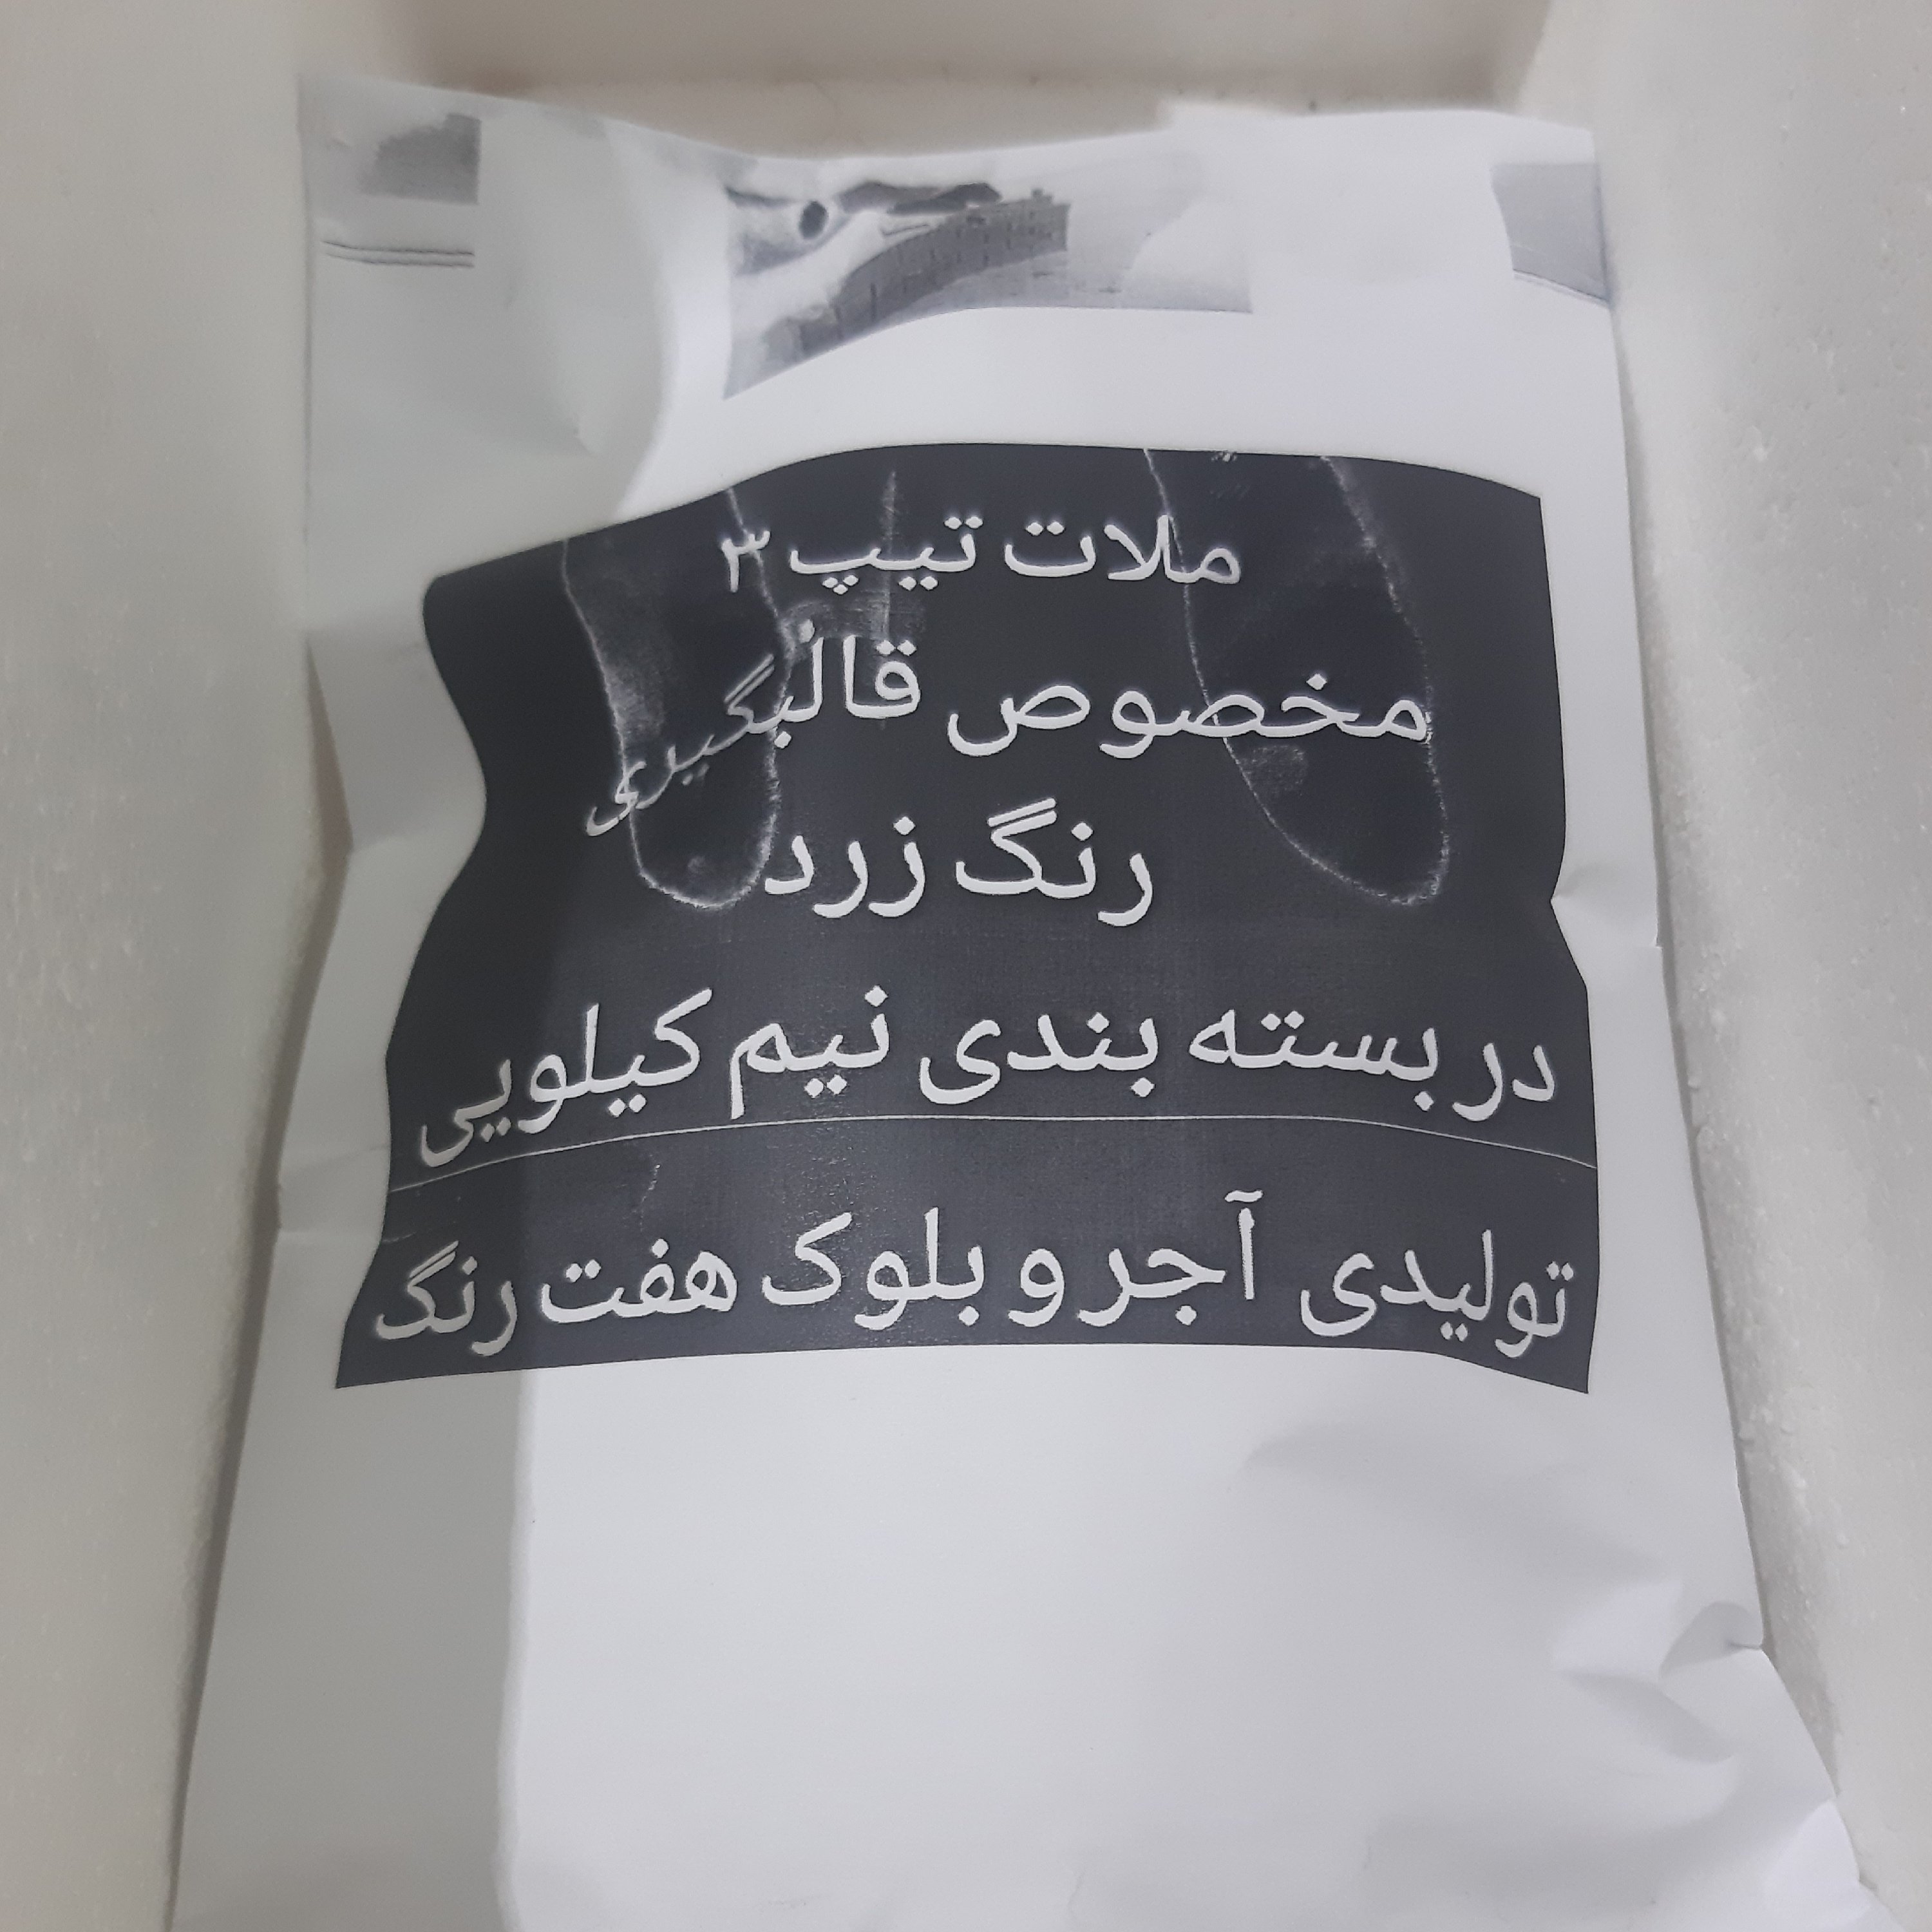 ملات تیپ ۳
مخصوص قالبگیری
رنگ زرد
در بسته بندی نیم کیلویی
تولیدی آجر و بلوک هفت رنگ